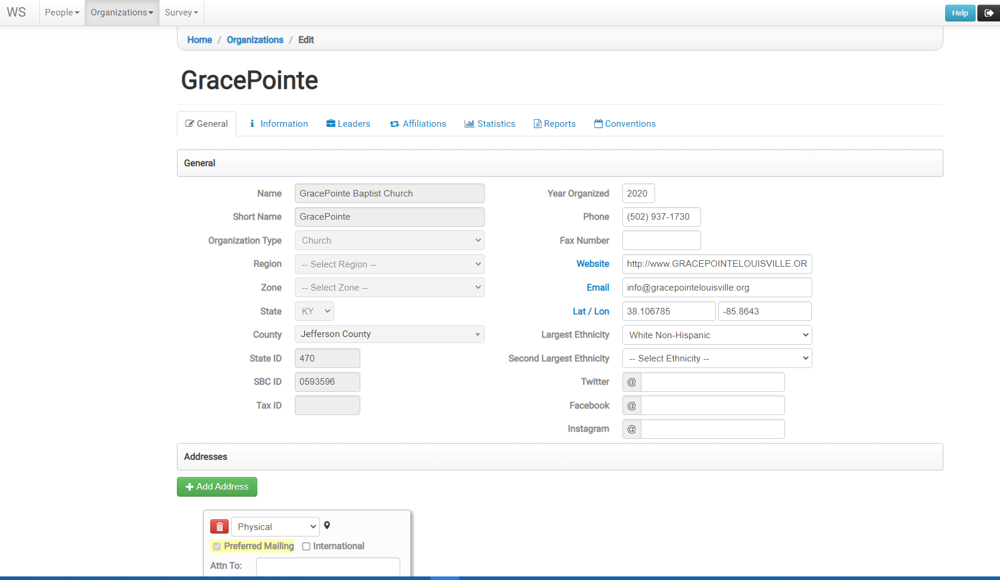 WS People Organizations Survey Help
Home / Organizations / Edit
GracePointe
General Information Leaders Affiliations Statistics Reports Conventions
General
Name GracePointe Baptist Church Year Organized 2020
Short Name GracePointe Phone (502) 937-1730
Organization Type Church Fax Number
Region -- Select Region -- Website http://www.GRACEPOINTELOUISVILLE.OR
Zone -- Select Zone -- Email info@gracepointelouisville.org
State KY Lat / Lon 38.106785 -85.8643
County Jefferson County Largest Ethnicity White Non-Hispanic
State ID 470 Second Largest Ethnicity -- Select Ethnicity --
SBC ID 0593596 Twitter @
Tax ID Facebook @
Instagram @
Addresses
Add Address
Physical
Preferred Mailing International
Attn To: